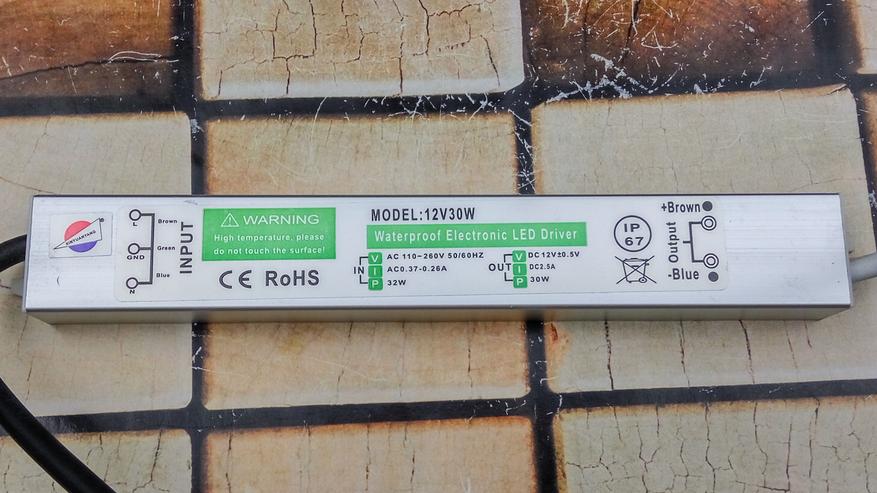 XINYUANYANG
L
Brown
GND
Green
N
Blue
INPUT
WARNING
High temperature, please
do not touch the surface!
CE RoHS
MODEL:12V30W
Waterproof Electronic LED Driver
IN
V AC 110~260V 50/60HZ
I AC0.37-0.26A
P 32W
OUT
V DC 12V±0.5V
I DC2.5A
P 30W
IP
67
+Brown
Output
-Blue